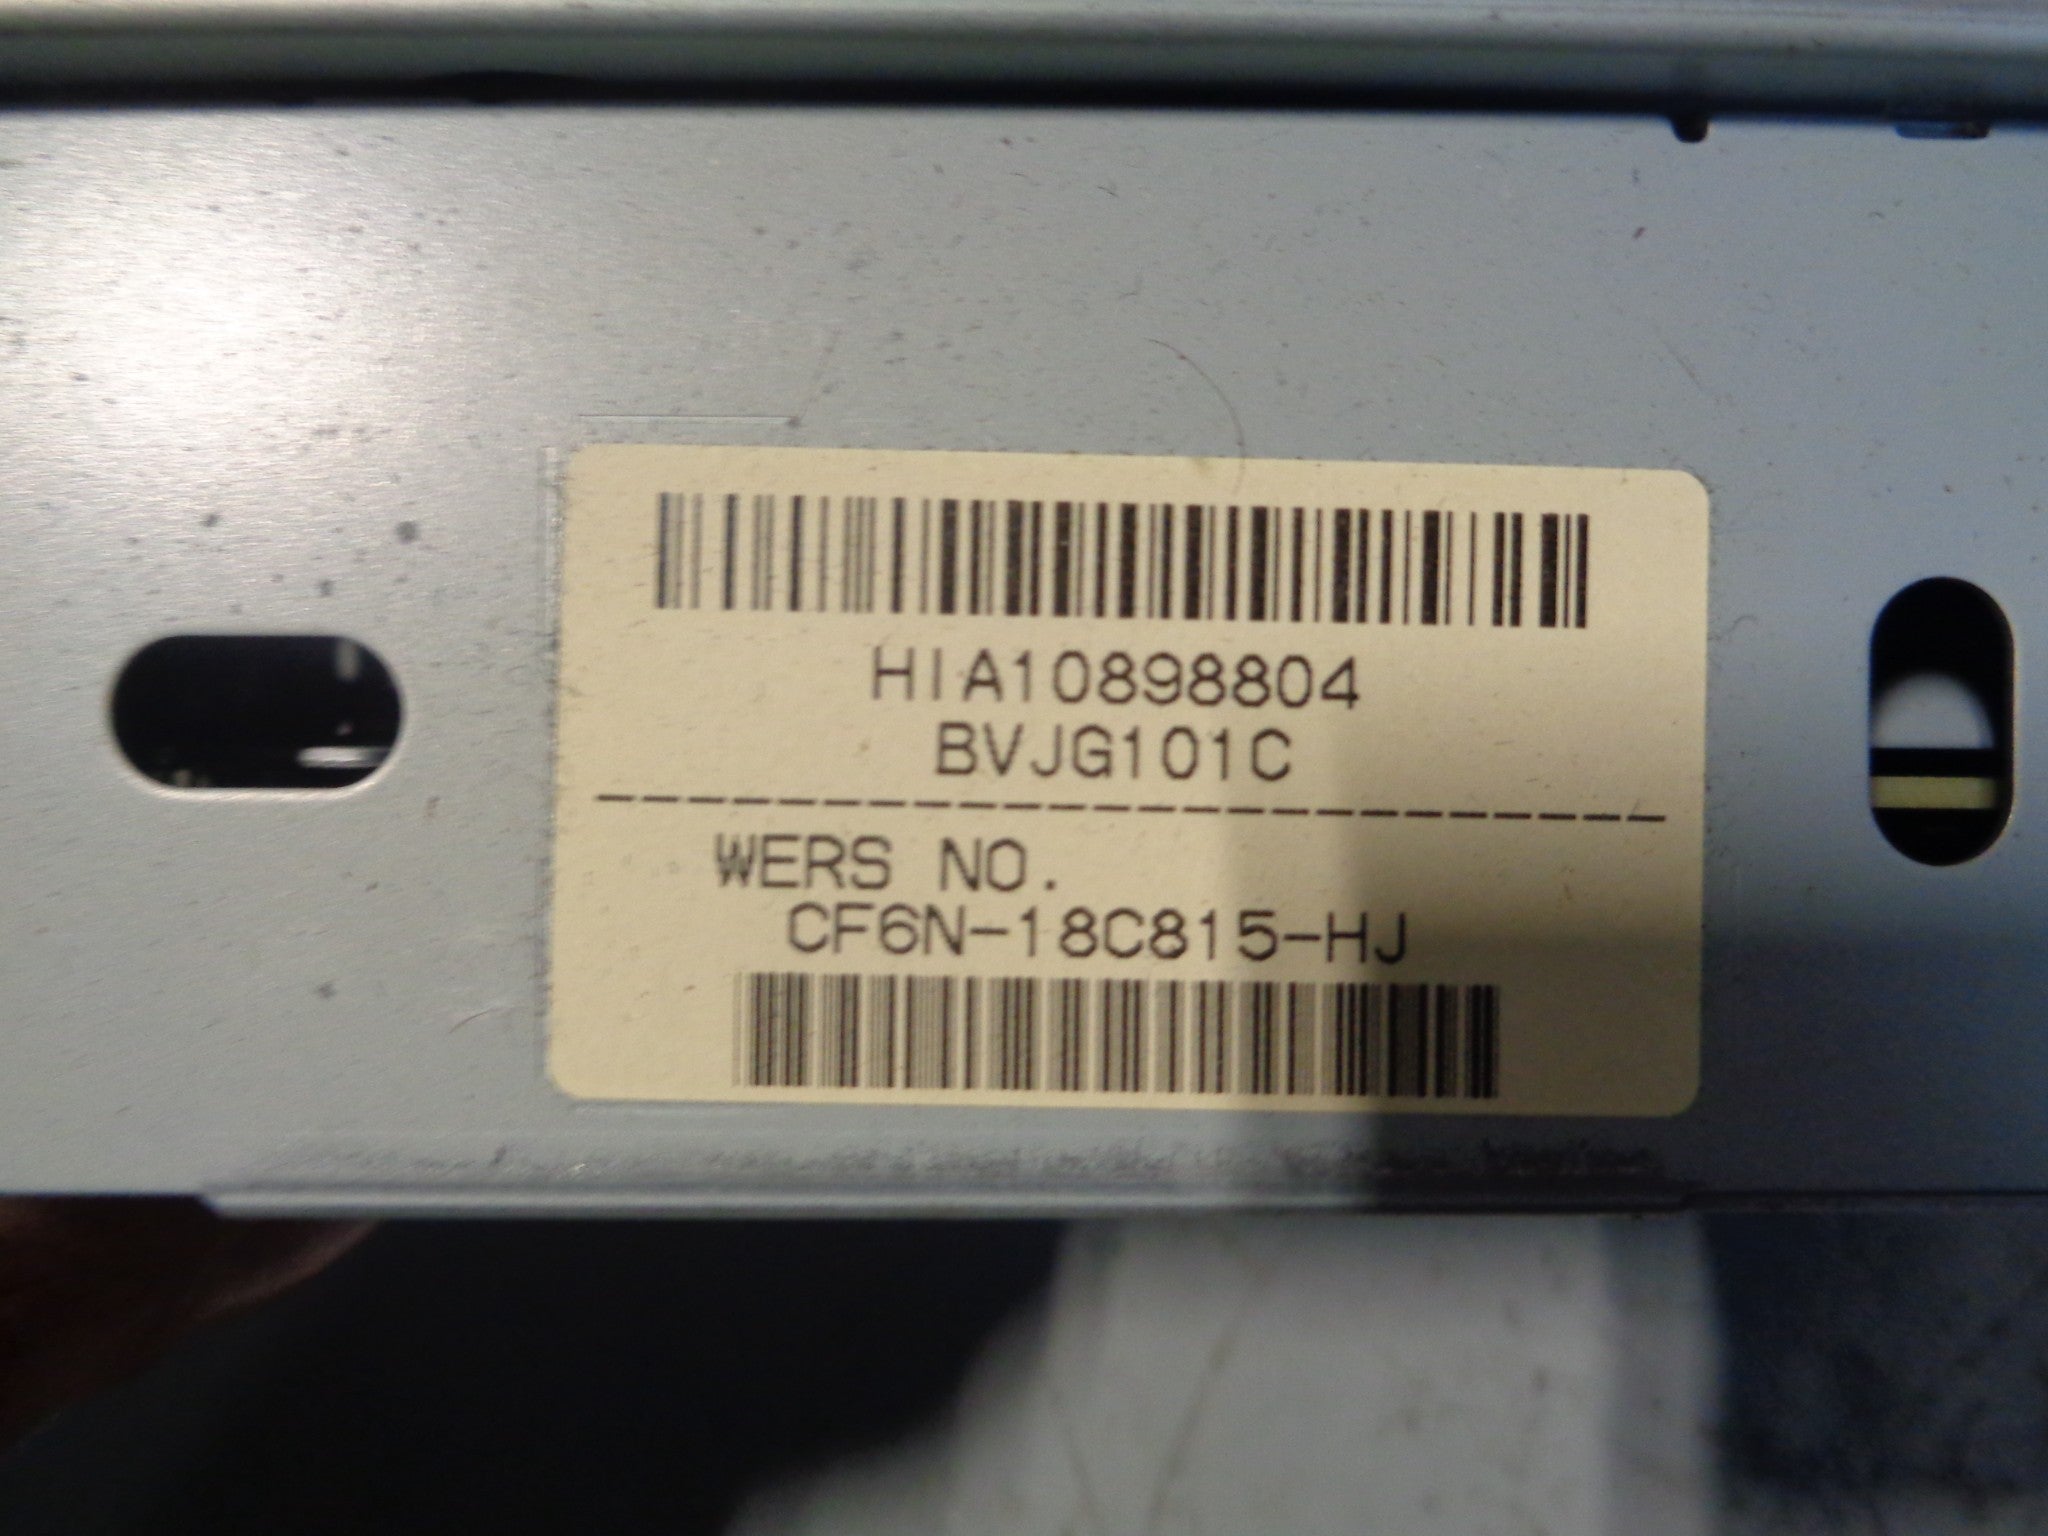 HIA10898804
BVJG101C
WERS NO.
CF6N-18C815-HJ